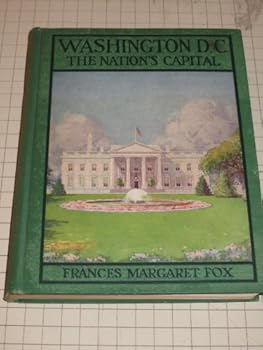 WASHINGTON D·C
THE NATION'S CAPITAL
FRANCES MARGARET FOX